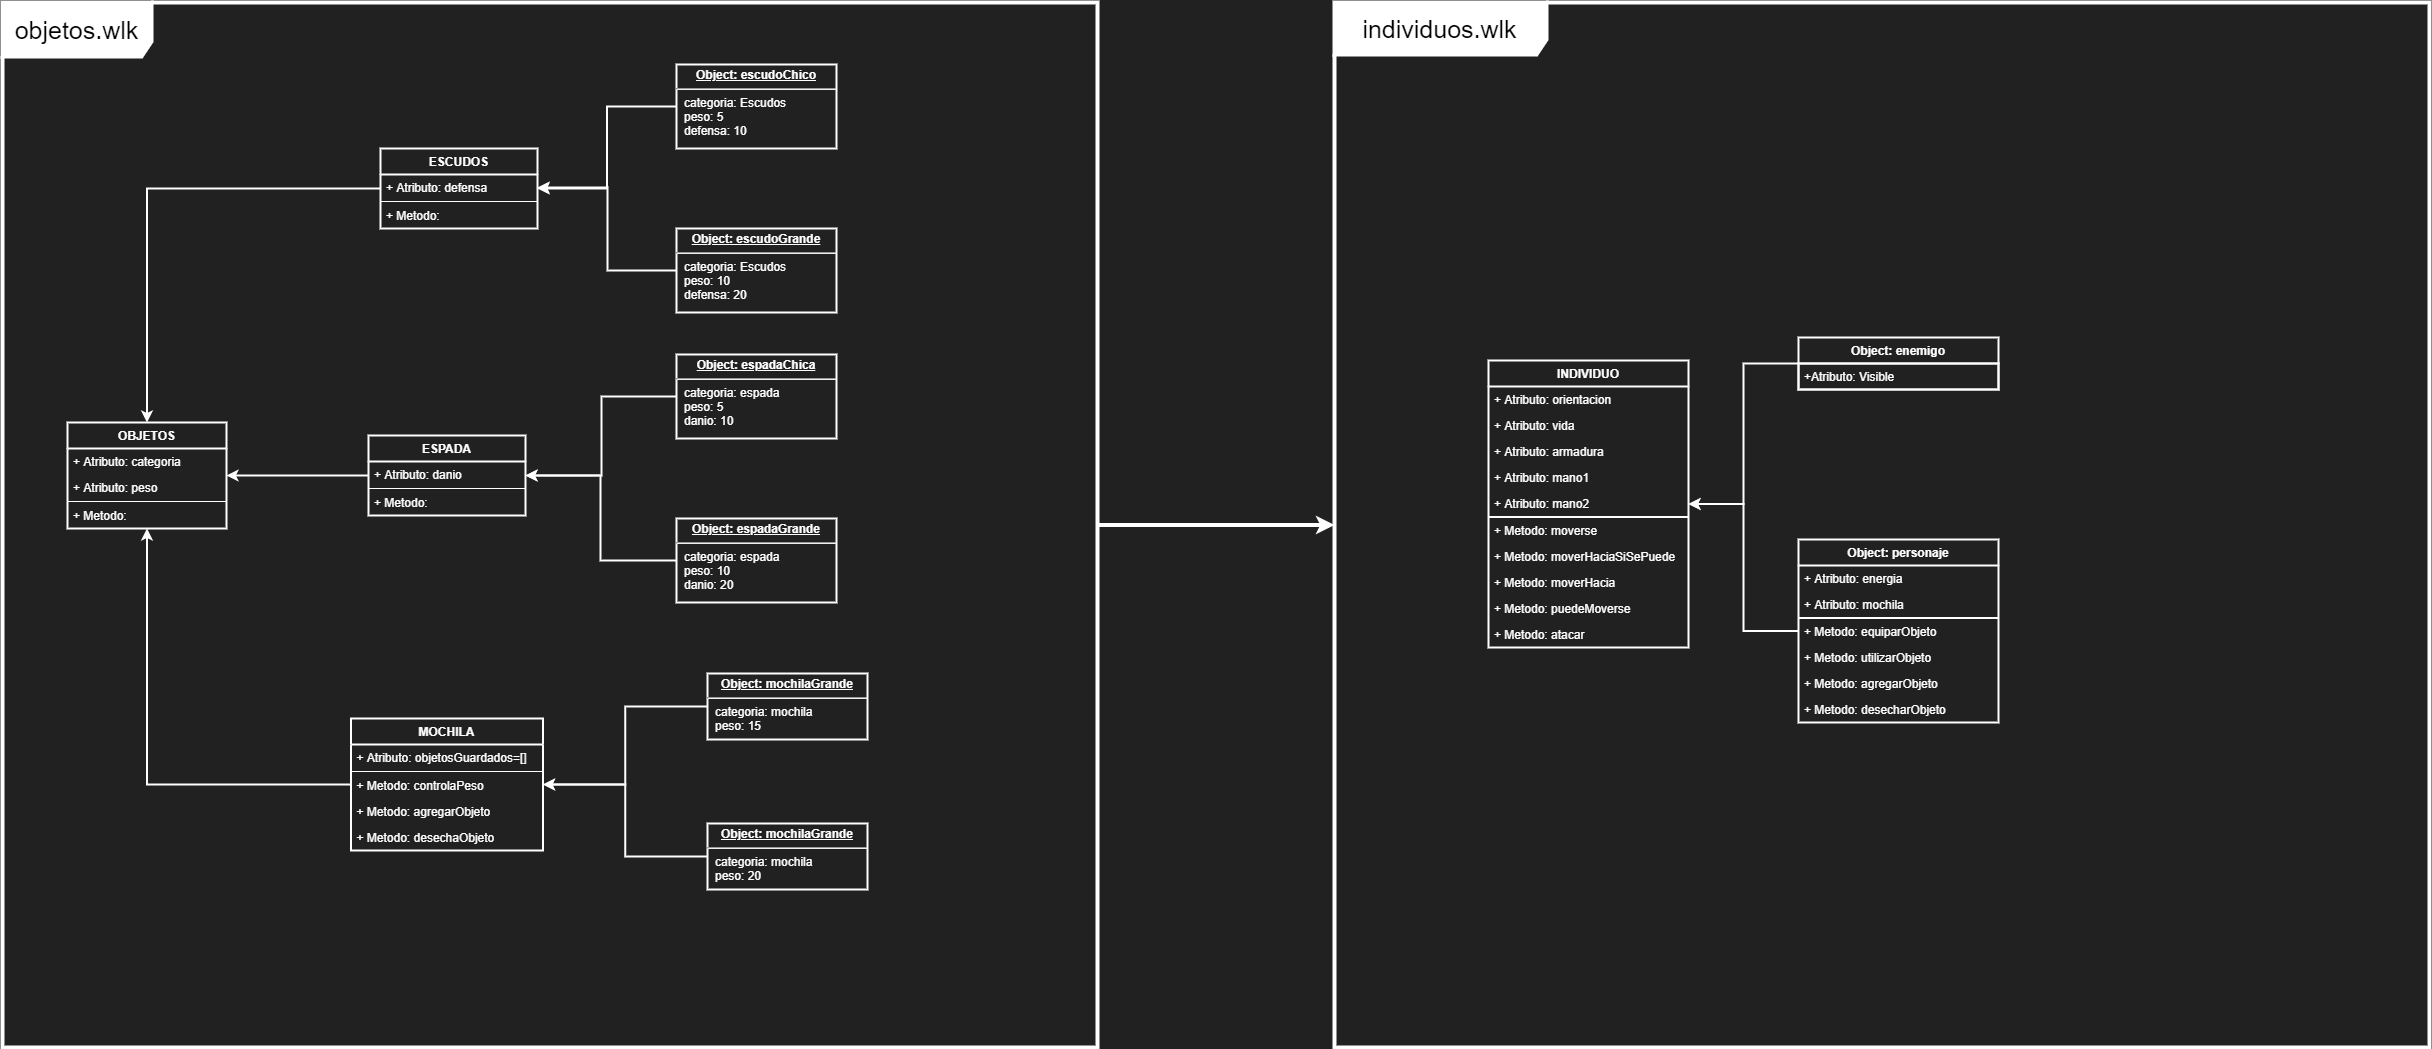 objetos.wlk
Object: escudoChico
categoria: Escudos
peso: 5
defensa: 10
ESCUDOS
+ Atributo: defensa
+ Metodo:
Object: escudoGrande
categoria: Escudos
peso: 10
defensa: 20
Object: espadaChica
categoria: espada
peso: 5
danio: 10
OBJETOS
+ Atributo: categoria
+ Atributo: peso
+ Metodo:
ESPADA
+ Atributo: danio
+ Metodo:
Object: espadaGrande
categoria: espada
peso: 10
danio: 20
Object: mochilaGrande
categoria: mochila
peso: 15
MOCHILA
+ Atributo: objetosGuardados=[]
+ Metodo: controlaPeso
+ Metodo: agregarObjeto
+ Metodo: desechaObjeto
Object: mochilaGrande
categoria: mochila
peso: 20
individuos.wlk
INDIVIDUO
+ Atributo: orientacion
+ Atributo: vida
+ Atributo: armadura
+ Atributo: mano1
+ Atributo: mano2
+ Metodo: moverse
+ Metodo: moverHaciaSiSePuede
+ Metodo: moverHacia
+ Metodo: puedeMoverse
+ Metodo: atacar
Object: enemigo
+Atributo: Visible
Object: personaje
+ Atributo: energia
+ Atributo: mochila
+ Metodo: equiparObjeto
+ Metodo: utilizarObjeto
+ Metodo: agregarObjeto
+ Metodo: desecharObjeto